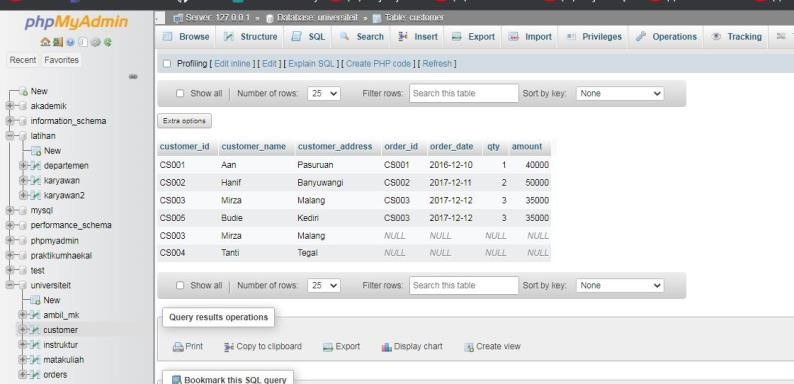 phpMyAdmin
Recent Favorites
New
akademik
information_schema
latihan
New
departemen
karyawan
karyawan2
mysql
performance_schema
phpmyadmin
praktikumhaekal
test
universiteit
New
ambil_mk
customer
instruktur
matakuliah
orders
Server: 127.0.0.1 » Database: universiteit » Table: customer
Browse Structure SQL Search Insert Export Import Privileges Operations Tracking
Profiling [ Edit inline ] [ Edit ] [ Explain SQL ] [ Create PHP code ] [ Refresh ]
Show all | Number of rows: 25 Filter rows: Search this table Sort by key: None
Extra options
customer_id customer_name customer_address order_id order_date qty amount
CS001 Aan Pasuruan CS001 2016-12-10 1 40000
CS002 Hanif Banyuwangi CS002 2017-12-11 2 50000
CS003 Mirza Malang CS003 2017-12-12 3 35000
CS005 Budie Kediri CS003 2017-12-12 3 35000
CS003 Mirza Malang NULL NULL NULL NULL
CS004 Tanti Tegal NULL NULL NULL NULL
Show all | Number of rows: 25 Filter rows: Search this table Sort by key: None
Query results operations
Print Copy to clipboard Export Display chart Create view
Bookmark this SQL query